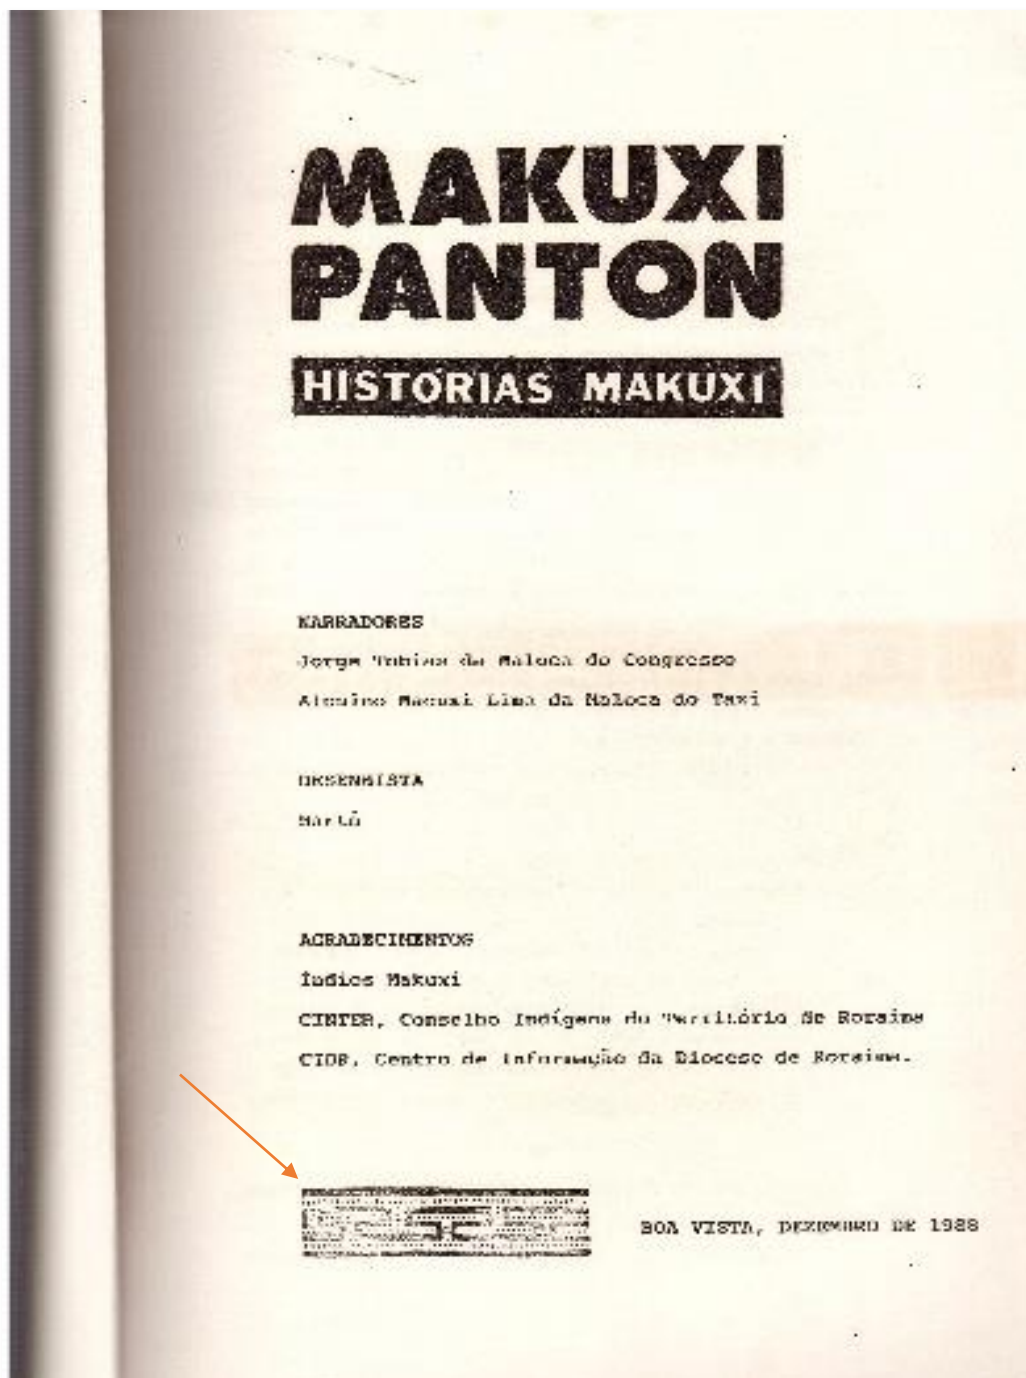 MAKUXI
PANTON
HISTÓRIAS MAKUXI
NARRADORES
Jorge Tobias da Maloca do Congresso
Macuxi Lima da Maloca do Taxi
DESENHISTA
AGRADECIMENTOS
Índios Makuxi
CINTER, Conselho Indígena do Território de Roraima
CIDR, Centro de Informação da Diocese de Roraima.
BOA VISTA, DEZEMBRO DE 1988